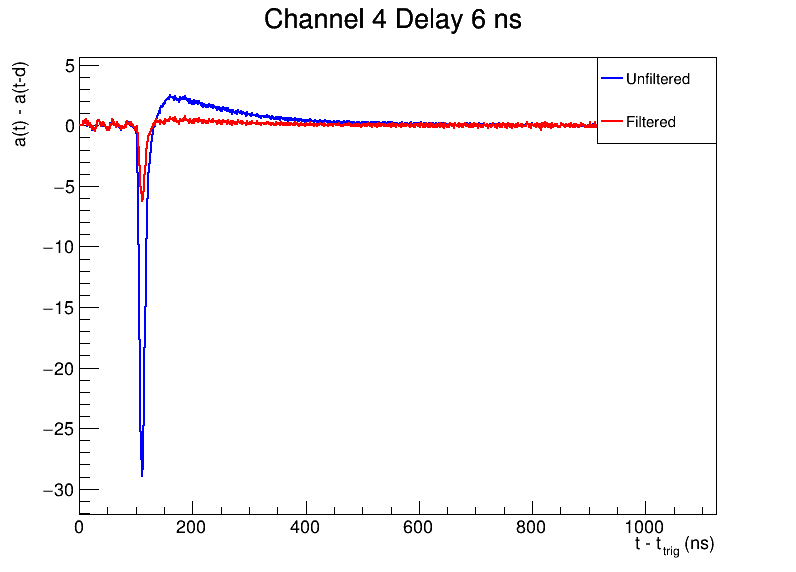 Channel 4 Delay 6 ns
a(t) - a(t-d)
5
0
−5
−10
−15
−20
−25
−30
Unfiltered
Filtered
0 200 400 600 800 1000
t - t_trig (ns)